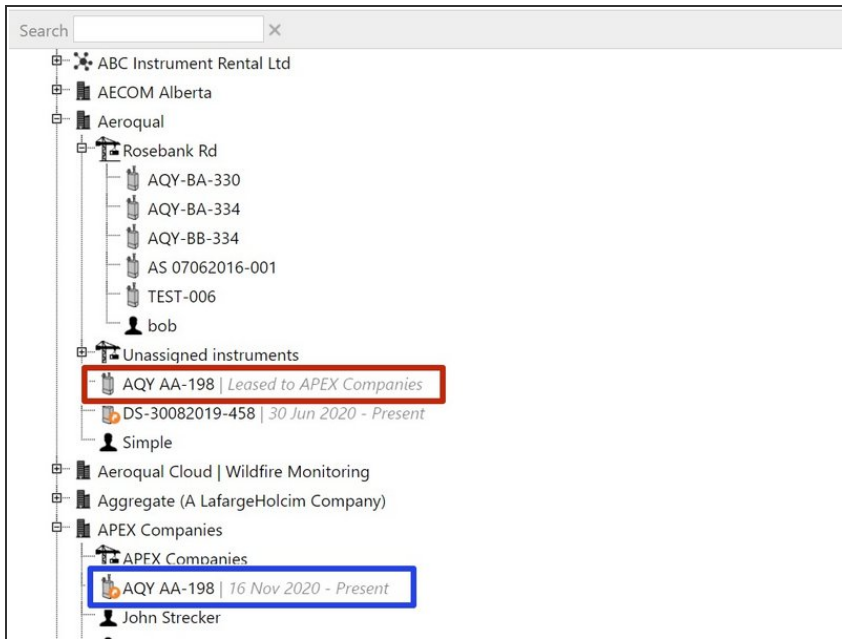 Search
ABC Instrument Rental Ltd
AECOM Alberta
Aeroqual
Rosebank Rd
AQY-BA-330
AQY-BA-334
AQY-BB-334
AS 07062016-001
TEST-006
bob
Unassigned instruments
AQY AA-198 | Leased to APEX Companies
DS-30082019-458 | 30 Jun 2020 - Present
Simple
Aeroqual Cloud | Wildfire Monitoring
Aggregate (A LafargeHolcim Company)
APEX Companies
APEX Companies
AQY AA-198 | 16 Nov 2020 - Present
John Strecker